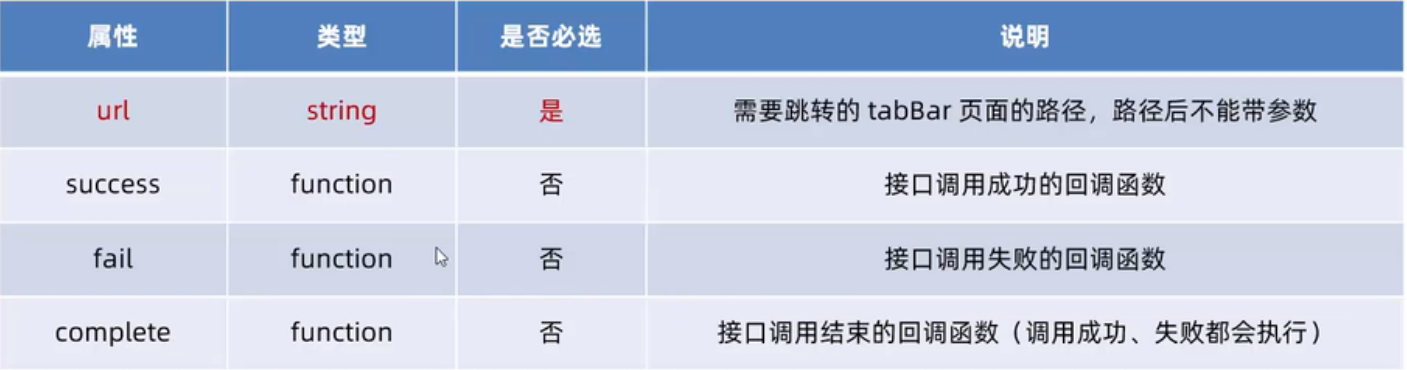 属性 类型 是否必选 说明
url string 是 需要跳转的 tabBar 页面的路径，路径后不能带参数
success function 否 接口调用成功的回调函数
fail function 否 接口调用失败的回调函数
complete function 否 接口调用结束的回调函数（调用成功、失败都会执行）